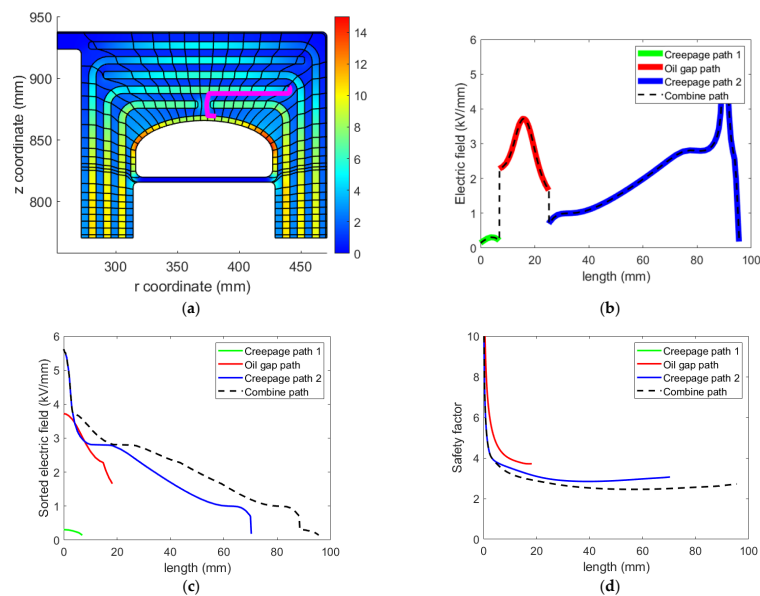 950
900
850
800
z coordinate (mm)
300
350
400
450
r coordinate (mm)
14
12
10
8
6
4
2
0
(a)
6
5
4
3
2
1
0
Electric field (kV/mm)
0
20
40
60
80
100
length (mm)
Creepage path 1
Oil gap path
Creepage path 2
Combine path
(b)
6
5
4
3
2
1
0
Sorted electric field (kV/mm)
0
20
40
60
80
100
length (mm)
Creepage path 1
Oil gap path
Creepage path 2
Combine path
(c)
10
8
6
4
2
0
Safety factor
0
20
40
60
80
100
length (mm)
Creepage path 1
Oil gap path
Creepage path 2
Combine path
(d)